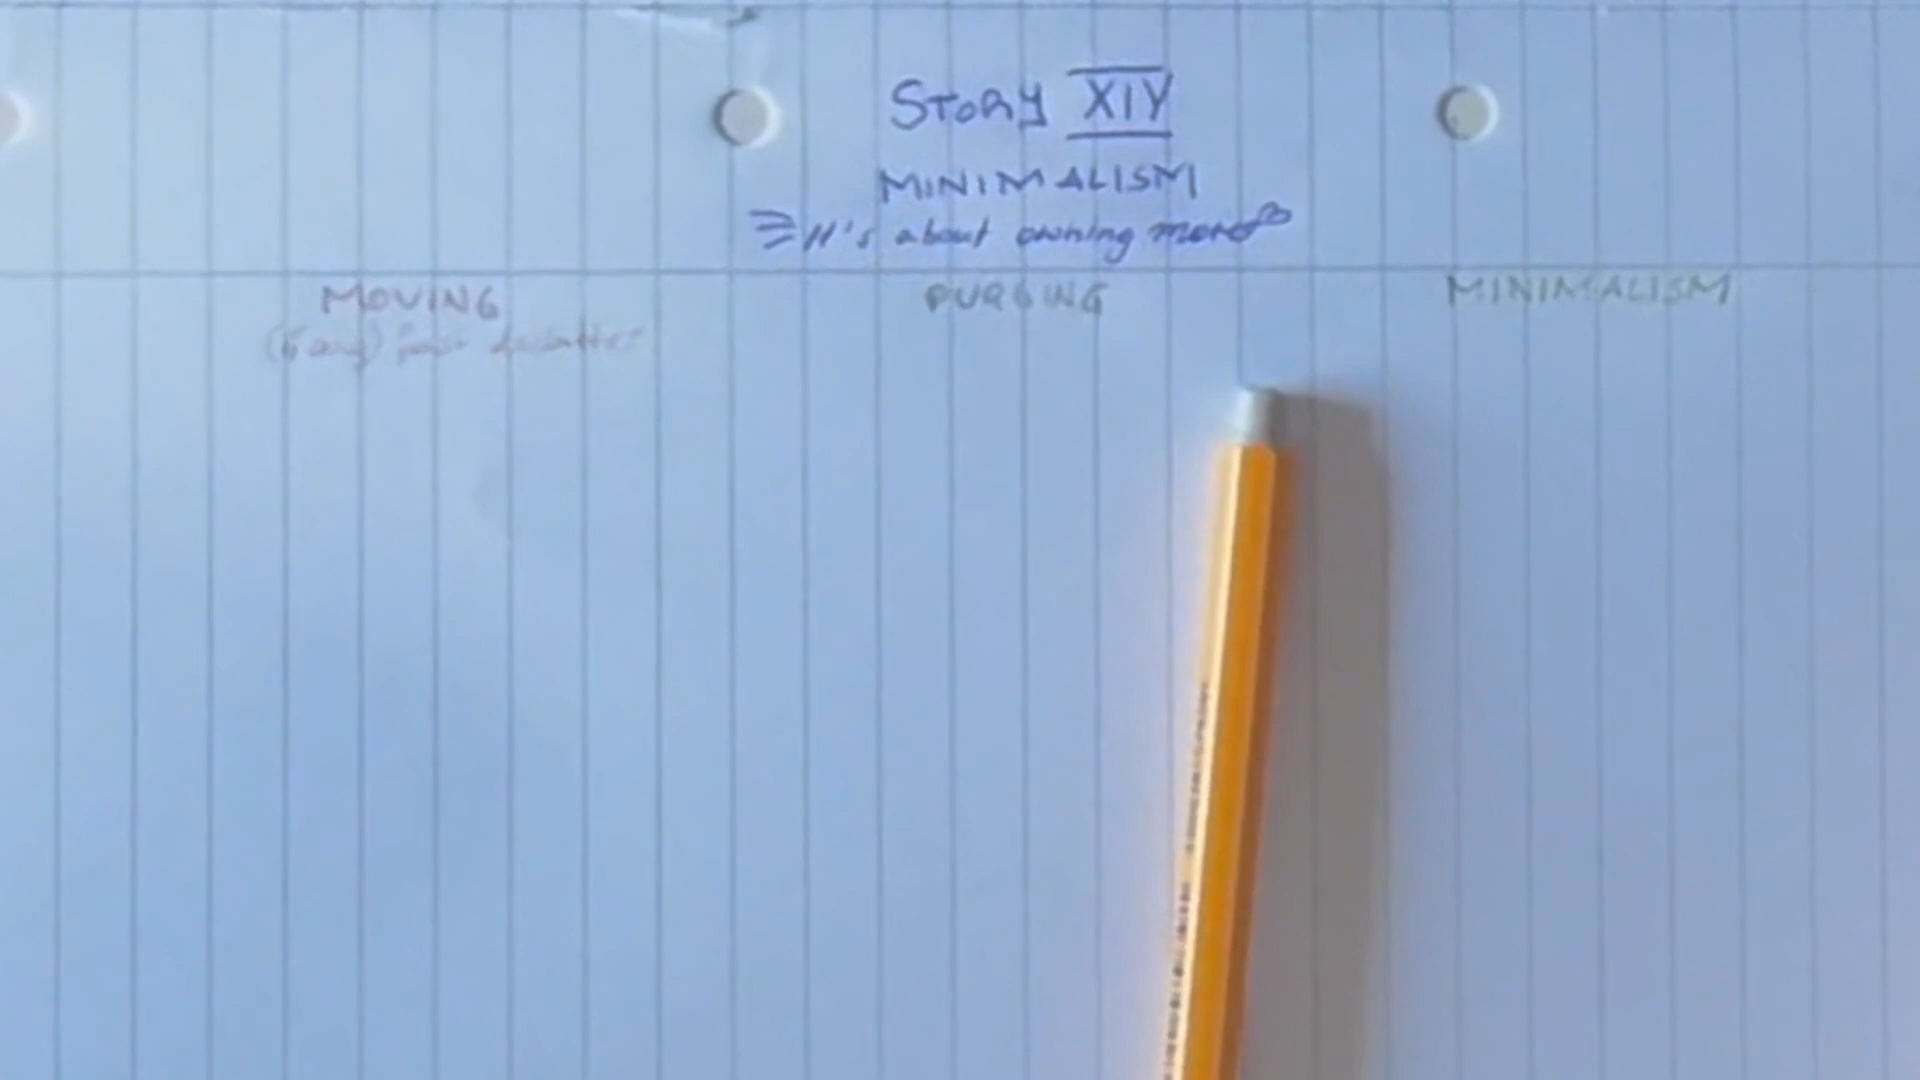 Story XIV
MINIMALISM
It's about owning more
MOVING PURGING MINIMALISM